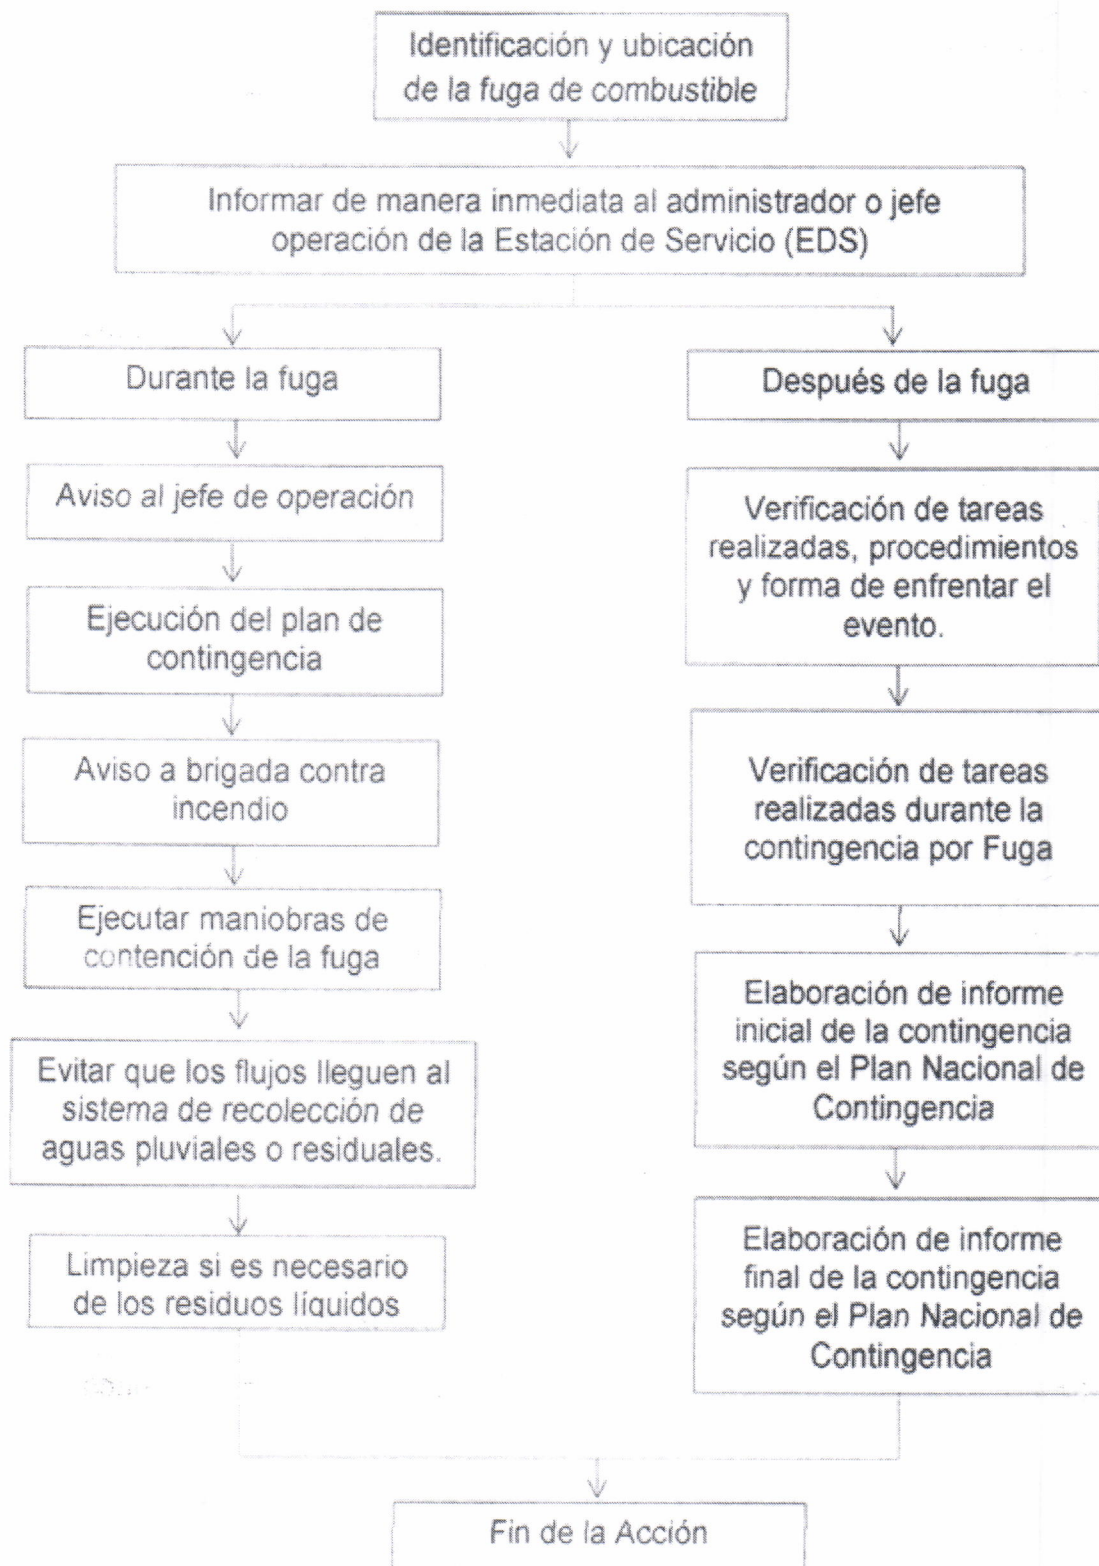 Identificación y ubicación
de la fuga de combustible
Informar de manera inmediata al administrador o jefe
operación de la Estación de Servicio (EDS)
Durante la fuga
Aviso al jefe de operación
Ejecución del plan de
contingencia
Aviso a brigada contra
incendio
Ejecutar maniobras de
contención de la fuga
Evitar que los flujos lleguen al
sistema de recolección de
aguas pluviales o residuales.
Limpieza si es necesario
de los residuos líquidos
Después de la fuga
Verificación de tareas
realizadas, procedimientos
y forma de enfrentar el
evento.
Verificación de tareas
realizadas durante la
contingencia por Fuga
Elaboración de informe
inicial de la contingencia
según el Plan Nacional de
Contingencia
Elaboración de informe
final de la contingencia
según el Plan Nacional de
Contingencia
Fin de la Acción